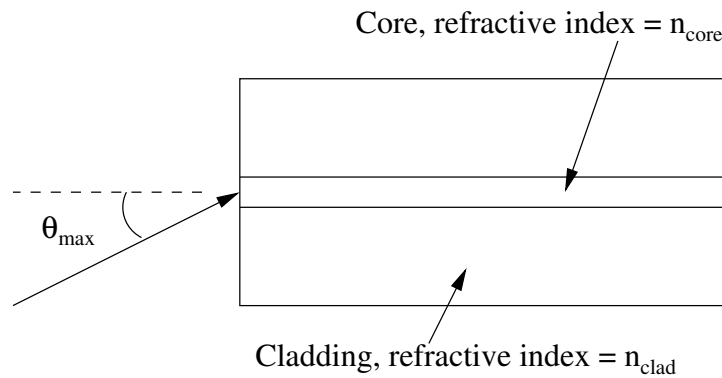 Core, refractive index = n_core
θ_max
Cladding, refractive index = n_clad